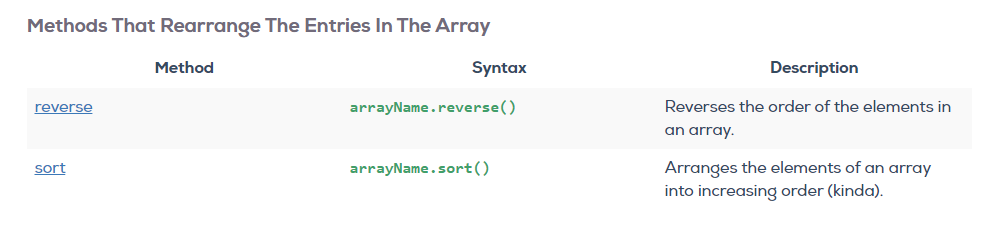 Methods That Rearrange The Entries In The Array
Method Syntax Description
reverse arrayName.reverse() Reverses the order of the elements in
an array.
sort arrayName.sort() Arranges the elements of an array
into increasing order (kinda).